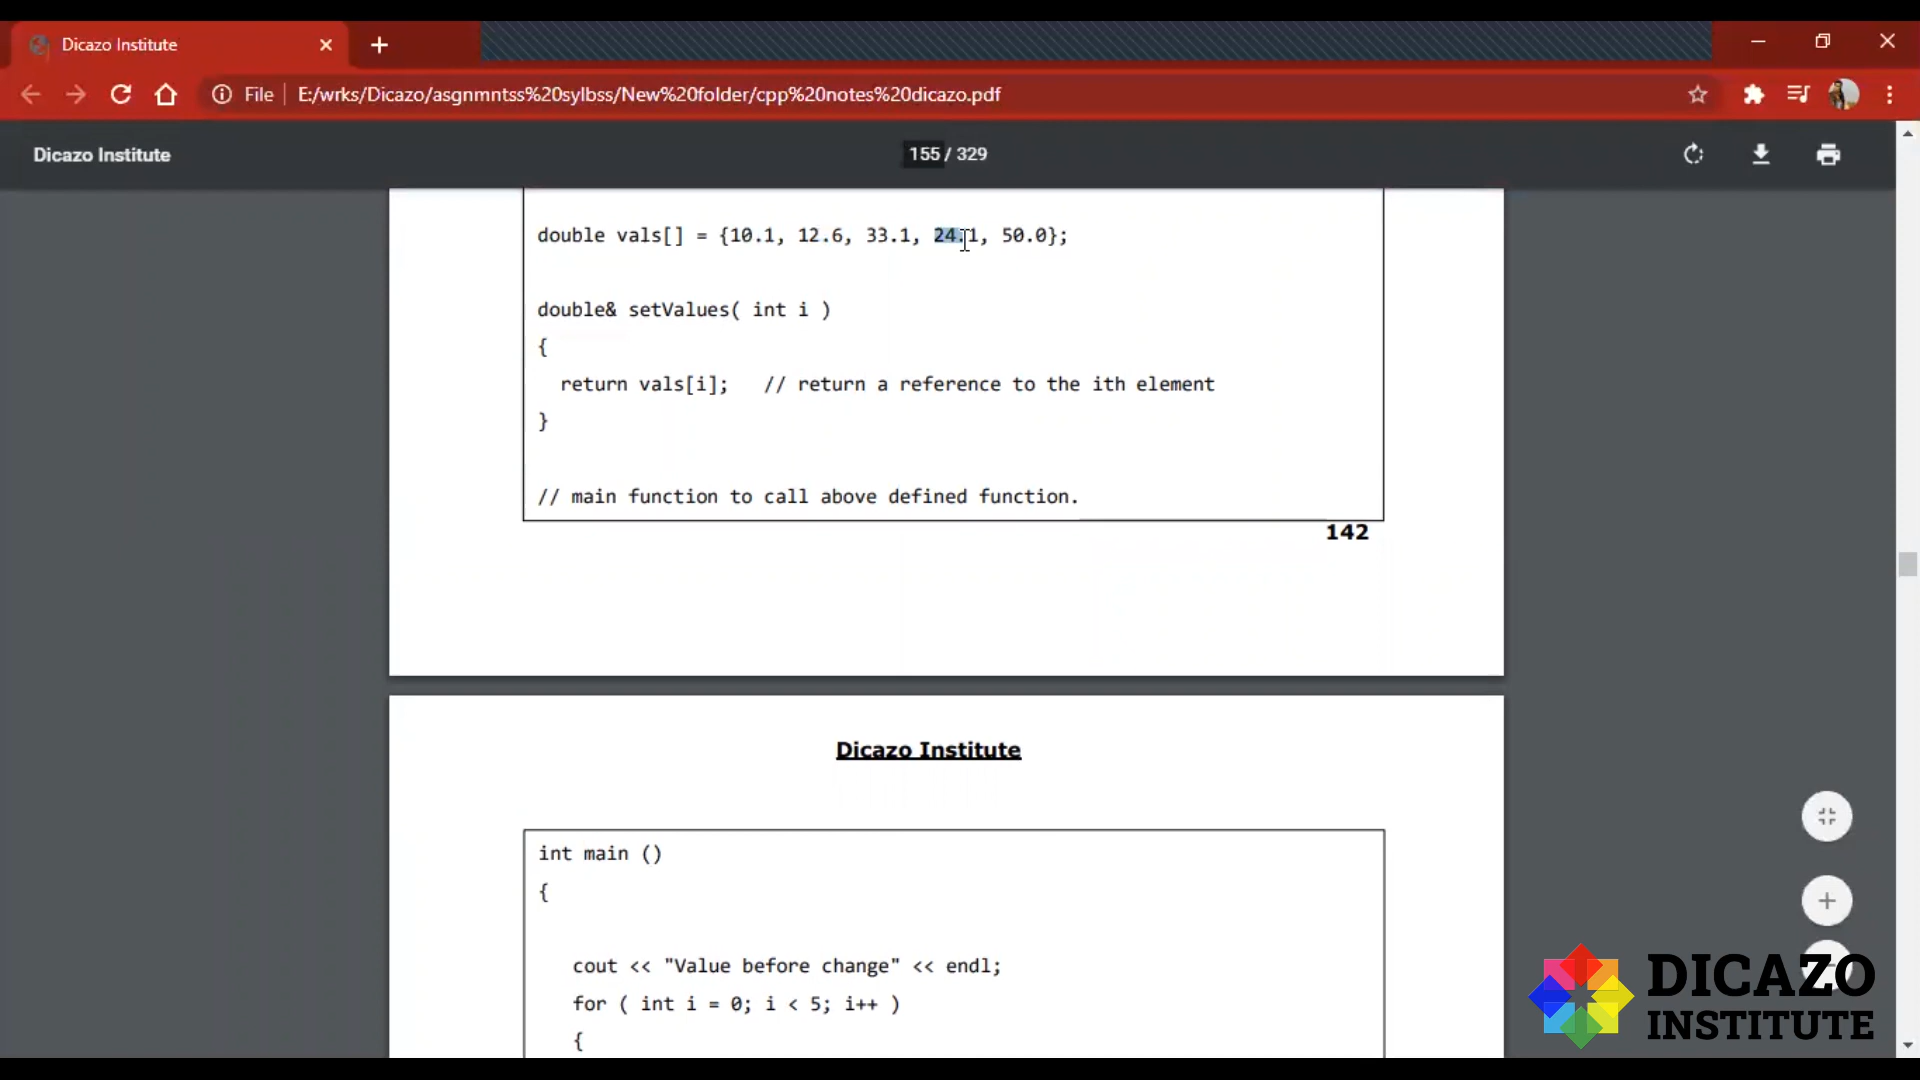 Dicazo Institute
File
E:/wrks/Dicazo/asgnmntss%20sylbss/New%20folder/cpp%20notes%20dicazo.pdf
Dicazo Institute
155 / 329
double vals[] = {10.1, 12.6, 33.1, 24.1, 50.0};
double& setValues( int i )
{
return vals[i];   // return a reference to the ith element
}
// main function to call above defined function.
142
Dicazo Institute
int main ()
{
cout << "Value before change" << endl;
for ( int i = 0; i < 5; i++ )
{
DICAZO
INSTITUTE